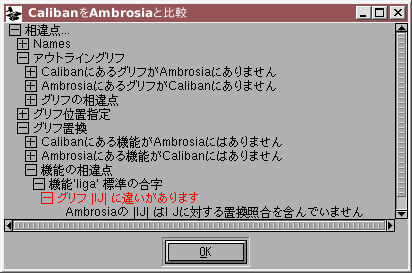 CalibanをAmbrosiaと比較
相違点...
Names
アウトライングリフ
CalibanにあるグリフがAmbrosiaにありません
AmbrosiaにあるグリフがCalibanにありません
グリフの相違点
グリフ位置指定
グリフ置換
Calibanにある機能がAmbrosiaにはありません
Ambrosiaにある機能がCalibanにはありません
機能の相違点
機能'liga' 標準の合字
グリフ |IJ| に違いがあります
Ambrosiaの |IJ| はI Jに対する置換照合を含んでいません
OK